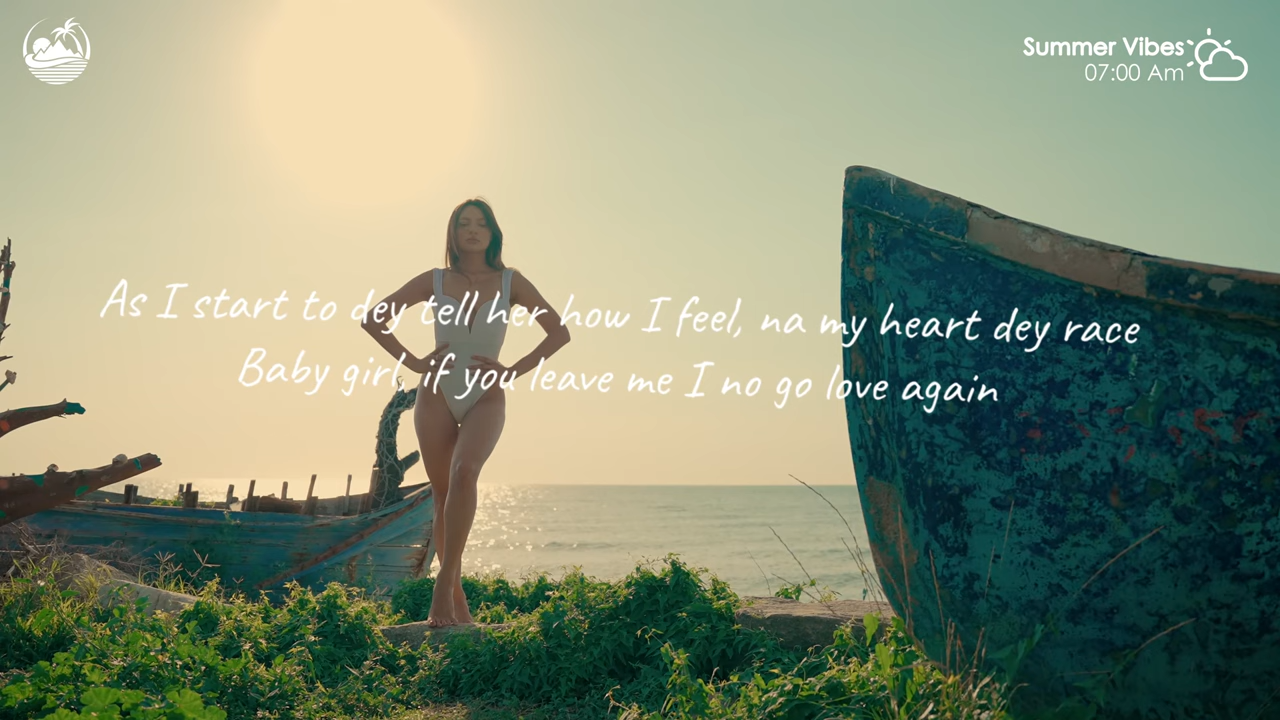 Summer Vibes
07:00 Am
As I start to dey tell her how I feel, na my heart dey race
Baby girl, if you leave me I no go love again